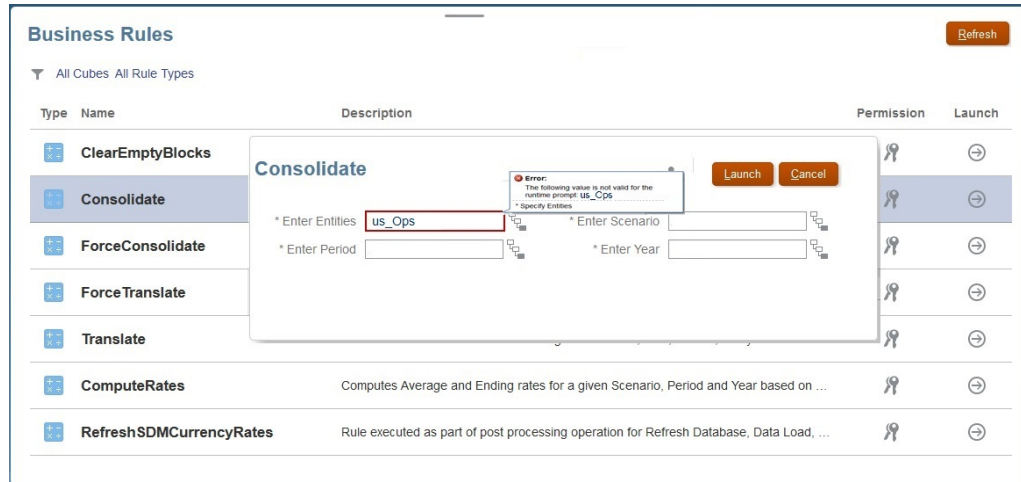 Business Rules
Refresh
All Cubes All Rule Types
Type Name Description Permission Launch
ClearEmptyBlocks
Consolidate
Launch Cancel
Error:
The following value is not valid for the
runtime prompt: us_Ops
* Specify Entities
Consolidate
* Enter Entities us_Ops * Enter Scenario
* Enter Period * Enter Year
ForceConsolidate
ForceTranslate
Translate
ComputeRates Computes Average and Ending rates for a given Scenario, Period and Year based on ...
RefreshSDMCurrencyRates Rule executed as part of post processing operation for Refresh Database, Data Load, ...